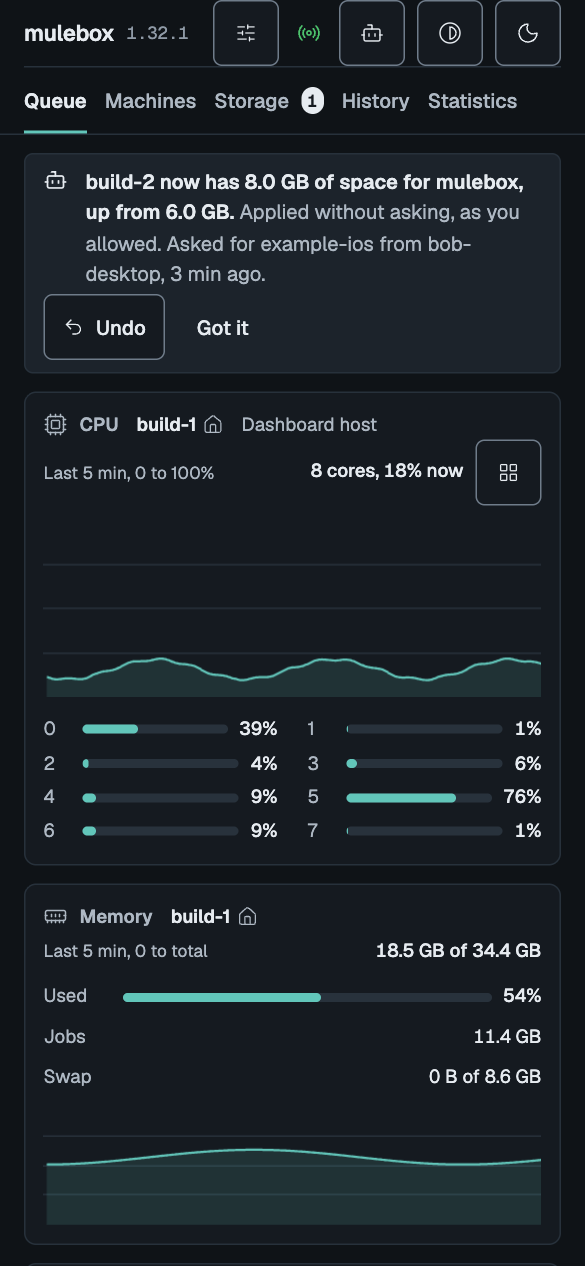 mulebox 1.32.1
Queue Machines Storage 1 History Statistics
build-2 now has 8.0 GB of space for mulebox,
up from 6.0 GB. Applied without asking, as you
allowed. Asked for example-ios from bob-
desktop, 3 min ago.
Undo Got it
CPU build-1 Dashboard host
Last 5 min, 0 to 100% 8 cores, 18% now
0 39% 1 1%
2 4% 3 6%
4 9% 5 76%
6 9% 7 1%
Memory build-1
Last 5 min, 0 to total 18.5 GB of 34.4 GB
Used 54%
Jobs 11.4 GB
Swap 0 B of 8.6 GB